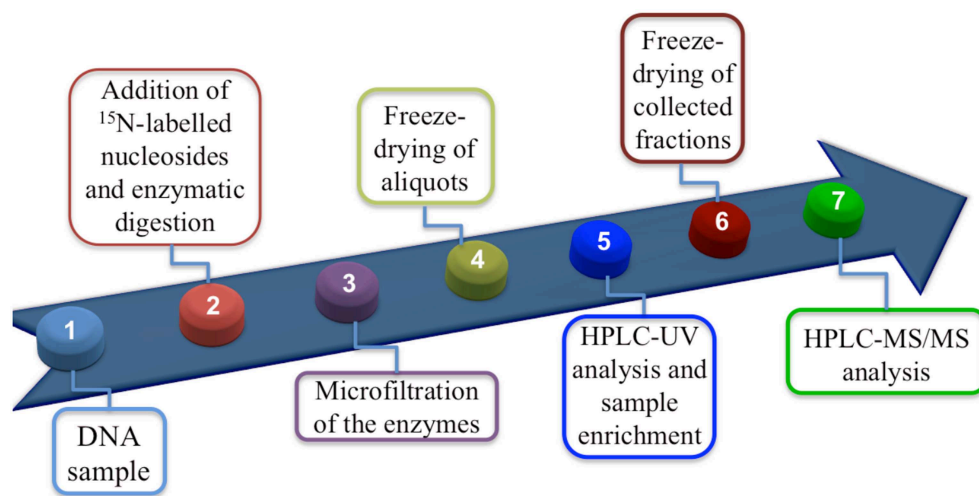 1
DNA
sample
2
Addition of
¹⁵N-labelled
nucleosides
and enzymatic
digestion
3
Microfiltration
of the enzymes
4
Freeze-
drying of
aliquots
5
HPLC-UV
analysis and
sample
enrichment
6
Freeze-
drying of
collected
fractions
7
HPLC-MS/MS
analysis